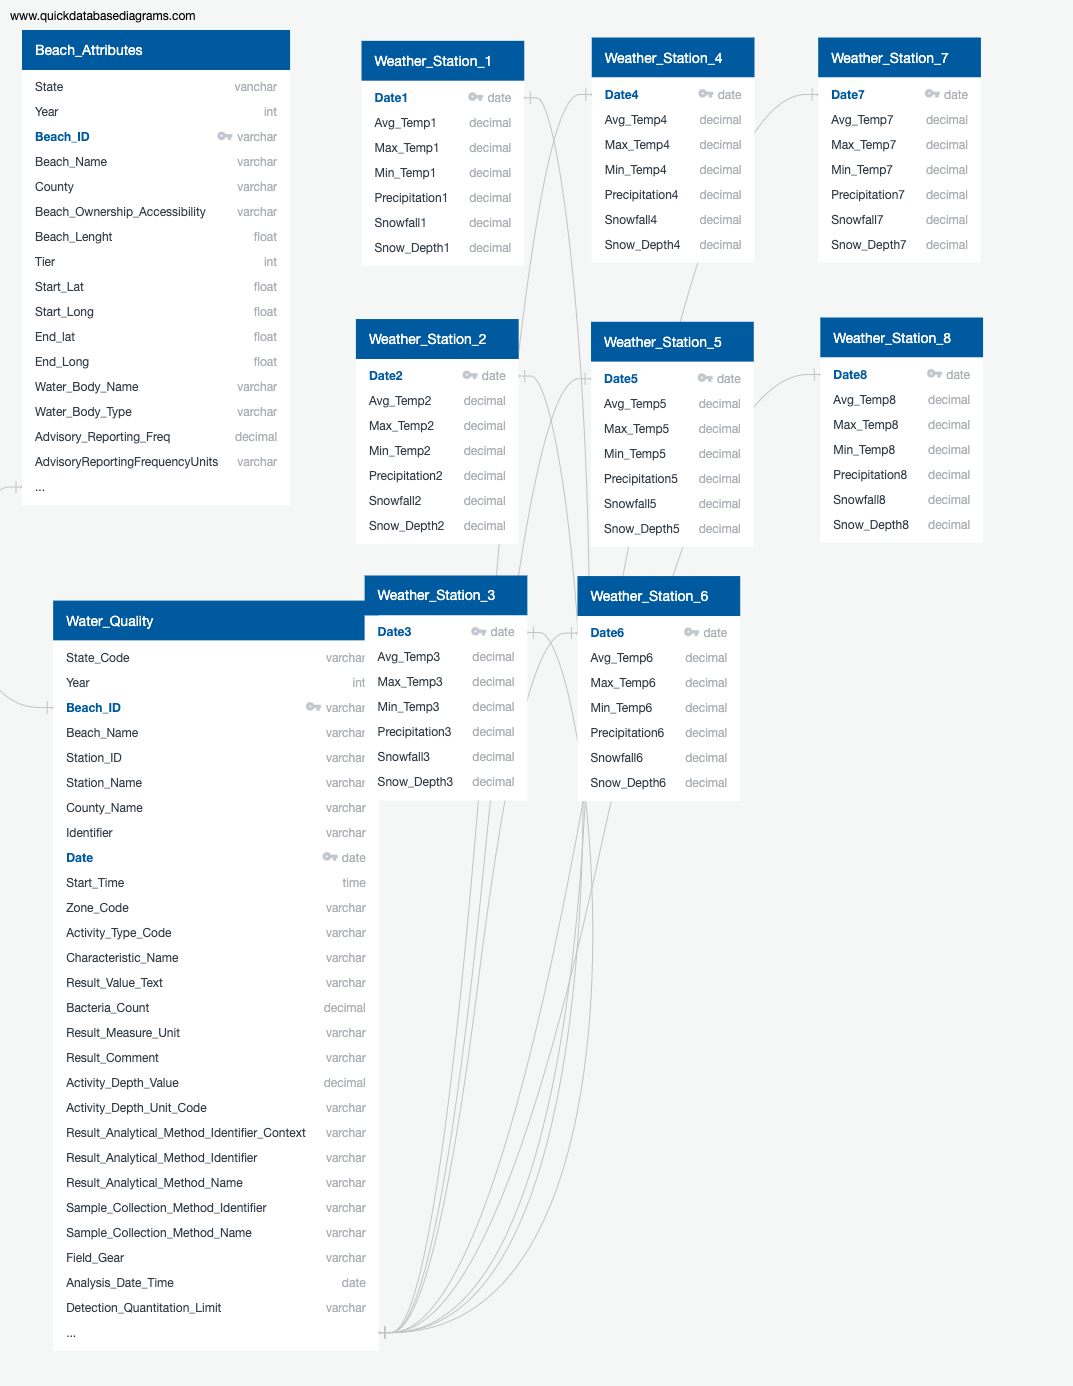 www.quickdatabasediagrams.com
Beach_Attributes
State varchar
Year int
Beach_ID varchar
Beach_Name varchar
County varchar
Beach_Ownership_Accessibility varchar
Beach_Lenght float
Tier int
Start_Lat float
Start_Long float
End_lat float
End_Long float
Water_Body_Name varchar
Water_Body_Type varchar
Advisory_Reporting_Freq decimal
AdvisoryReportingFrequencyUnits varchar
...
Weather_Station_1
Date1 date
Avg_Temp1 decimal
Max_Temp1 decimal
Min_Temp1 decimal
Precipitation1 decimal
Snowfall1 decimal
Snow_Depth1 decimal
Weather_Station_4
Date4 date
Avg_Temp4 decimal
Max_Temp4 decimal
Min_Temp4 decimal
Precipitation4 decimal
Snowfall4 decimal
Snow_Depth4 decimal
Weather_Station_7
Date7 date
Avg_Temp7 decimal
Max_Temp7 decimal
Min_Temp7 decimal
Precipitation7 decimal
Snowfall7 decimal
Snow_Depth7 decimal
Weather_Station_2
Date2 date
Avg_Temp2 decimal
Max_Temp2 decimal
Min_Temp2 decimal
Precipitation2 decimal
Snowfall2 decimal
Snow_Depth2 decimal
Weather_Station_5
Date5 date
Avg_Temp5 decimal
Max_Temp5 decimal
Min_Temp5 decimal
Precipitation5 decimal
Snowfall5 decimal
Snow_Depth5 decimal
Weather_Station_8
Date8 date
Avg_Temp8 decimal
Max_Temp8 decimal
Min_Temp8 decimal
Precipitation8 decimal
Snowfall8 decimal
Snow_Depth8 decimal
Water_Quality
State_Code varchar
Year int
Beach_ID varchar
Beach_Name varchar
Station_ID varchar
Station_Name varchar
County_Name varchar
Identifier varchar
Date date
Start_Time time
Zone_Code varchar
Activity_Type_Code varchar
Characteristic_Name varchar
Result_Value_Text varchar
Bacteria_Count decimal
Result_Measure_Unit varchar
Result_Comment varchar
Activity_Depth_Value decimal
Activity_Depth_Unit_Code varchar
Result_Analytical_Method_Identifier_Context varchar
Result_Analytical_Method_Identifier varchar
Result_Analytical_Method_Name varchar
Sample_Collection_Method_Identifier varchar
Sample_Collection_Method_Name varchar
Field_Gear varchar
Analysis_Date_Time date
Detection_Quantitation_Limit varchar
...
Weather_Station_3
Date3 date
Avg_Temp3 decimal
Max_Temp3 decimal
Min_Temp3 decimal
Precipitation3 decimal
Snowfall3 decimal
Snow_Depth3 decimal
Weather_Station_6
Date6 date
Avg_Temp6 decimal
Max_Temp6 decimal
Min_Temp6 decimal
Precipitation6 decimal
Snowfall6 decimal
Snow_Depth6 decimal